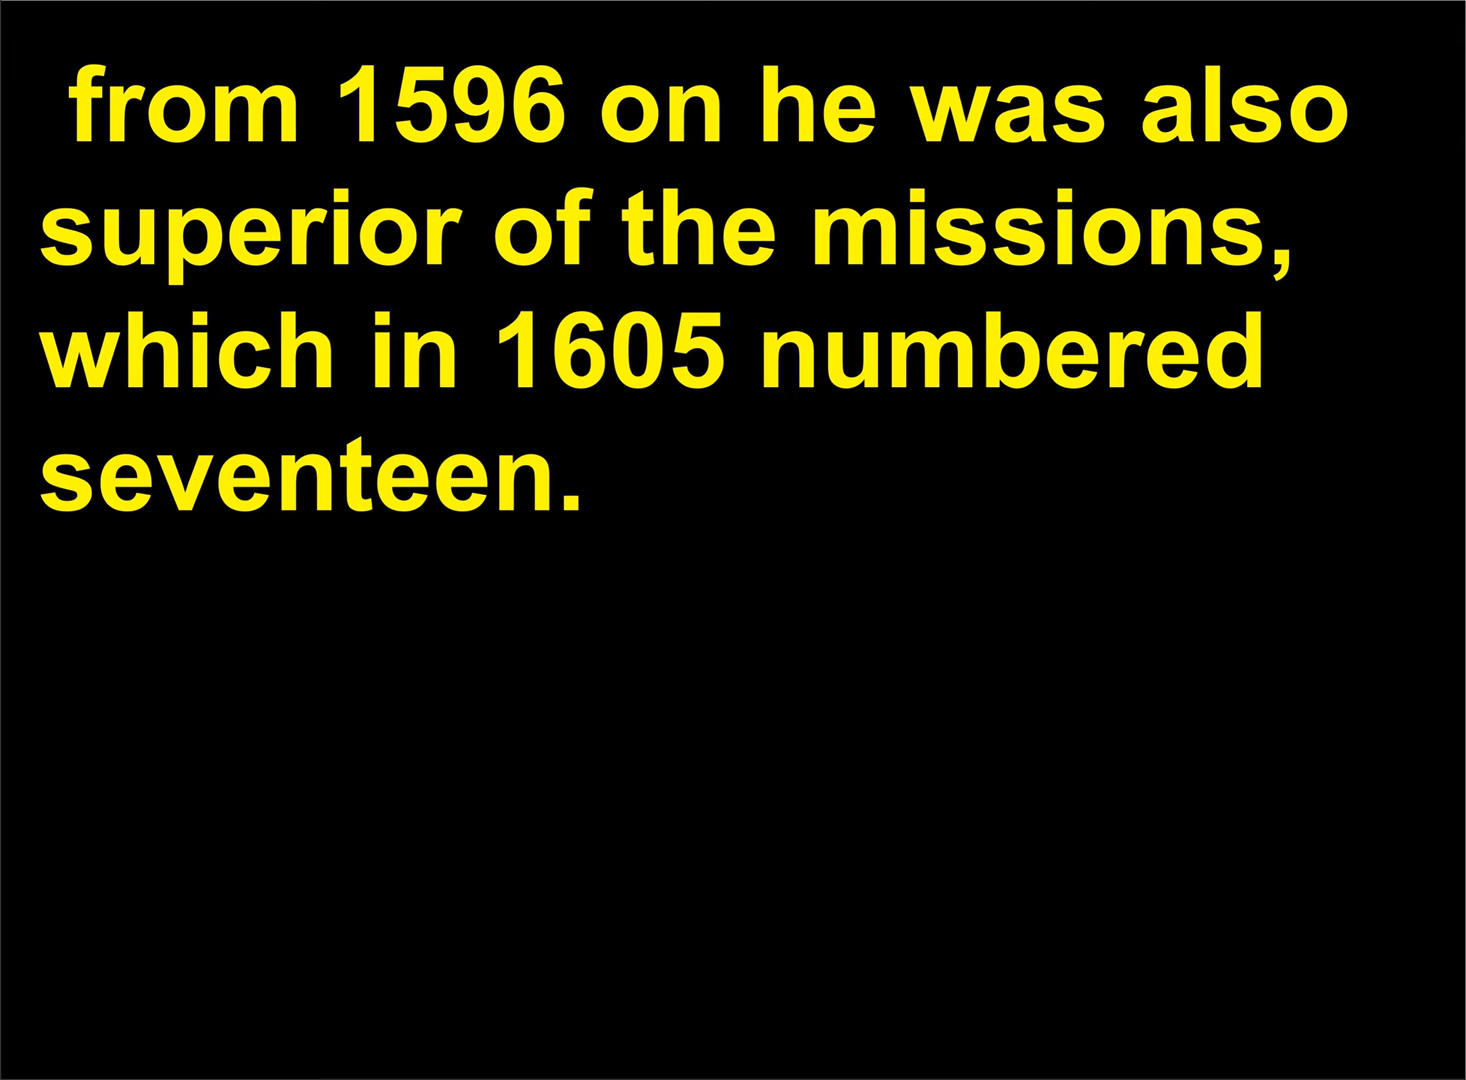 from 1596 on he was also
superior of the missions,
which in 1605 numbered
seventeen.